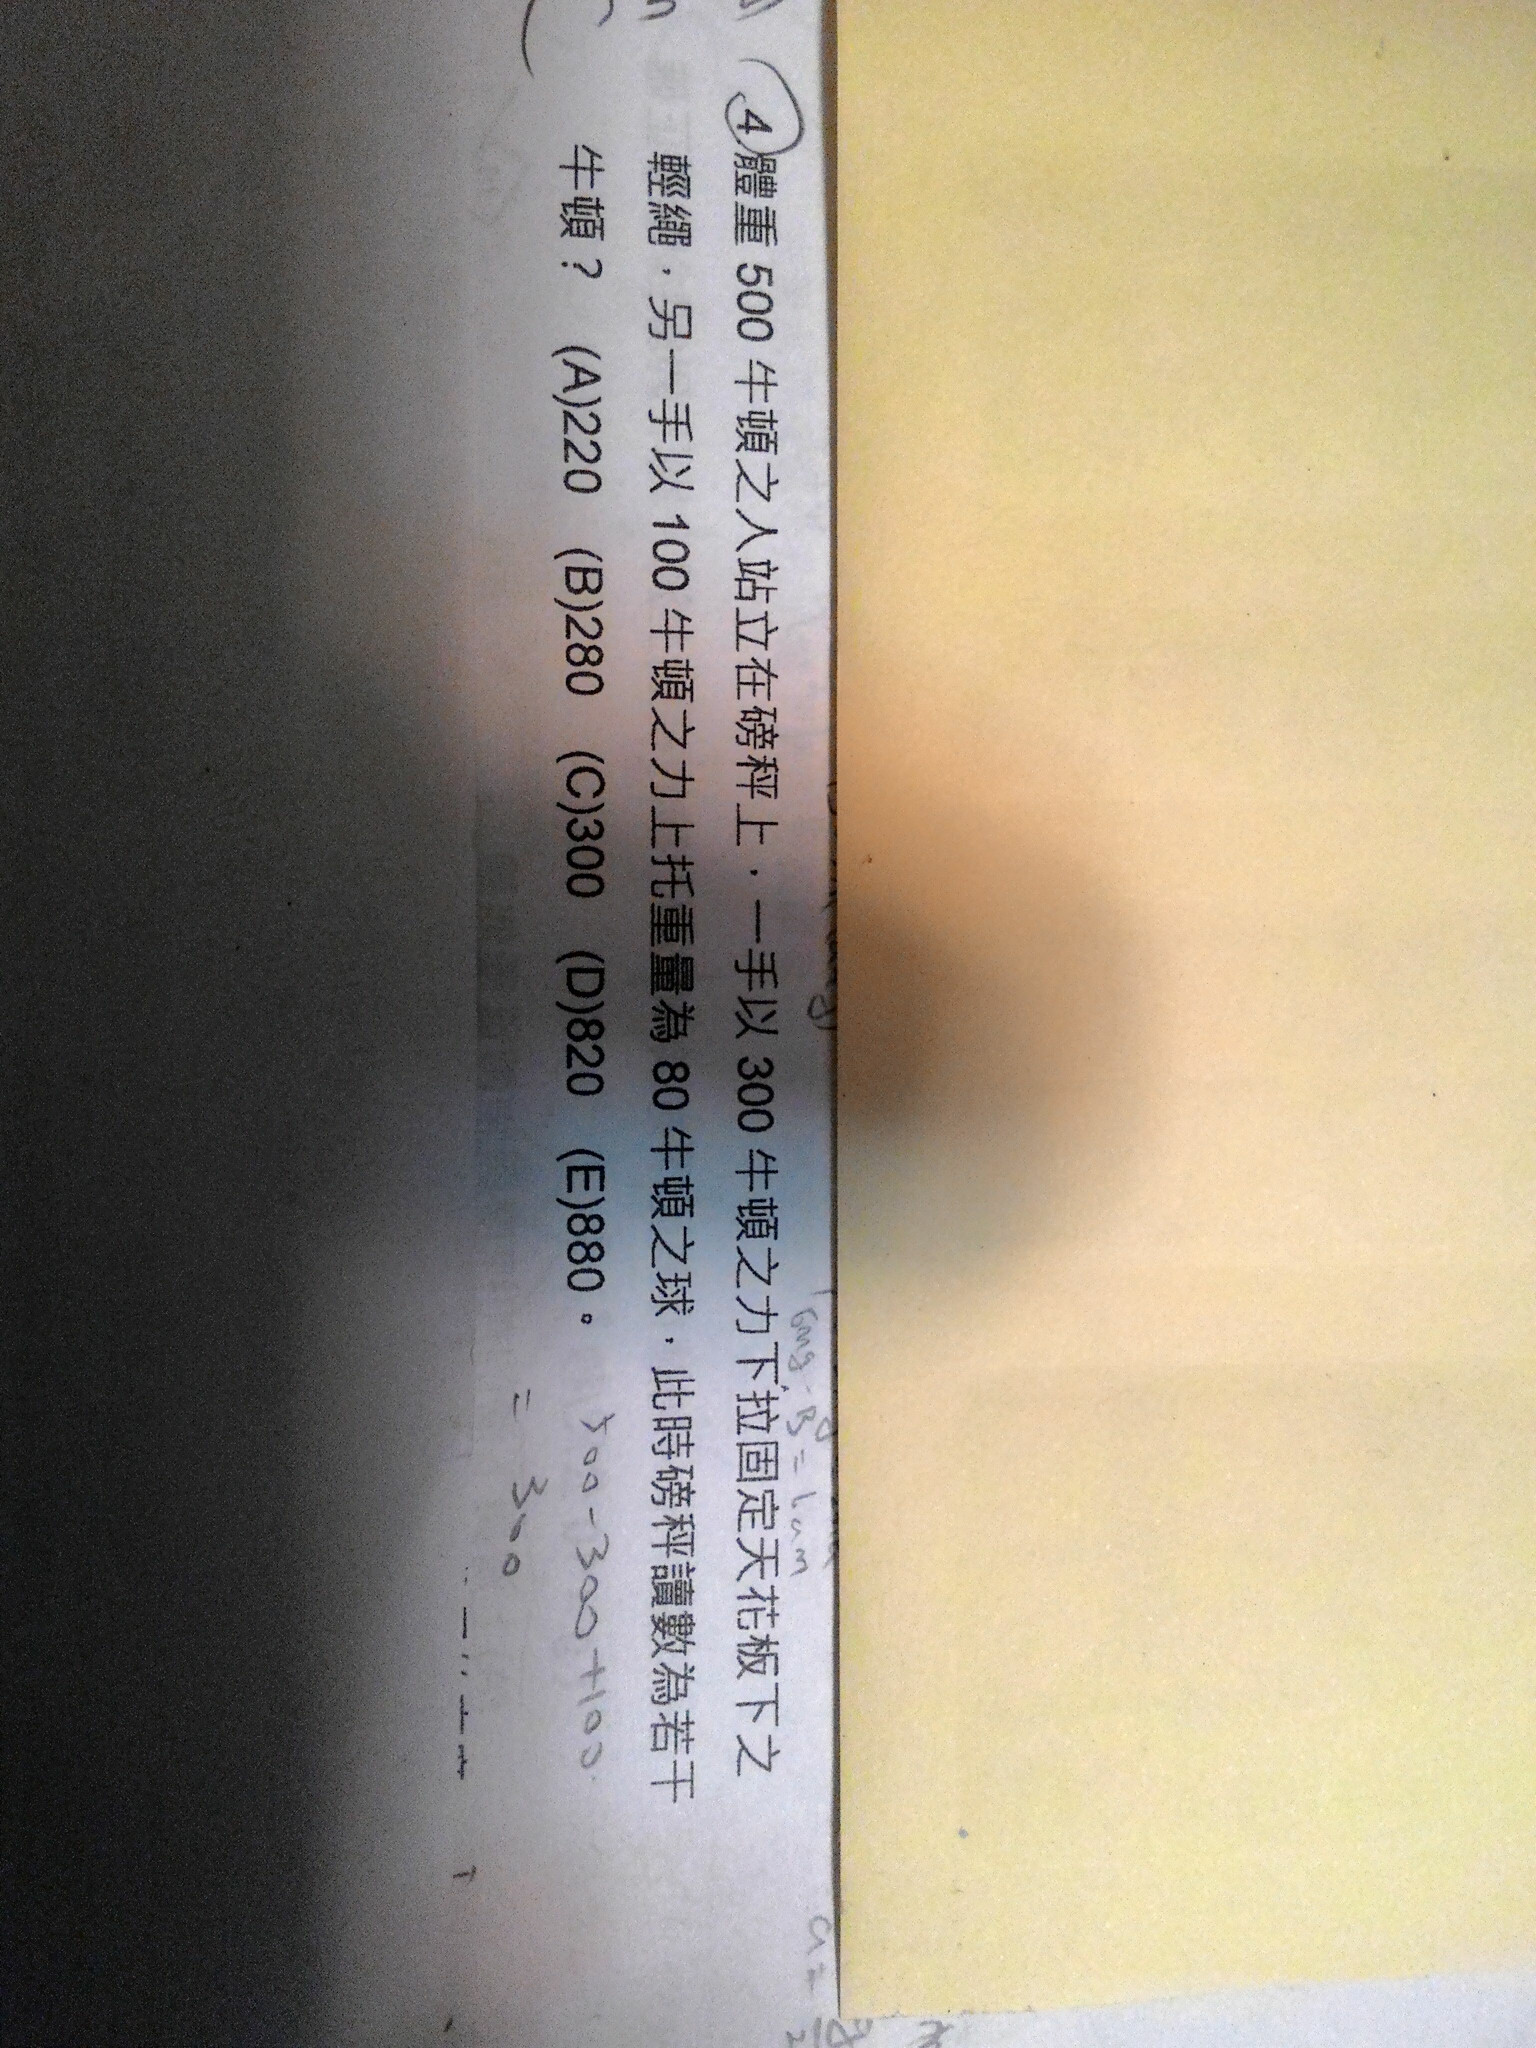 4 體重 500 牛頓之人站立在磅秤上，一手以 300 牛頓之力下拉固定天花板下之
輕繩，另一手以 100 牛頓之力上托重量為 80 牛頓之球，此時磅秤讀數為若干
牛頓？ (A)220 (B)280 (C)300 (D)820 (E)880。
500-300+100
= 300